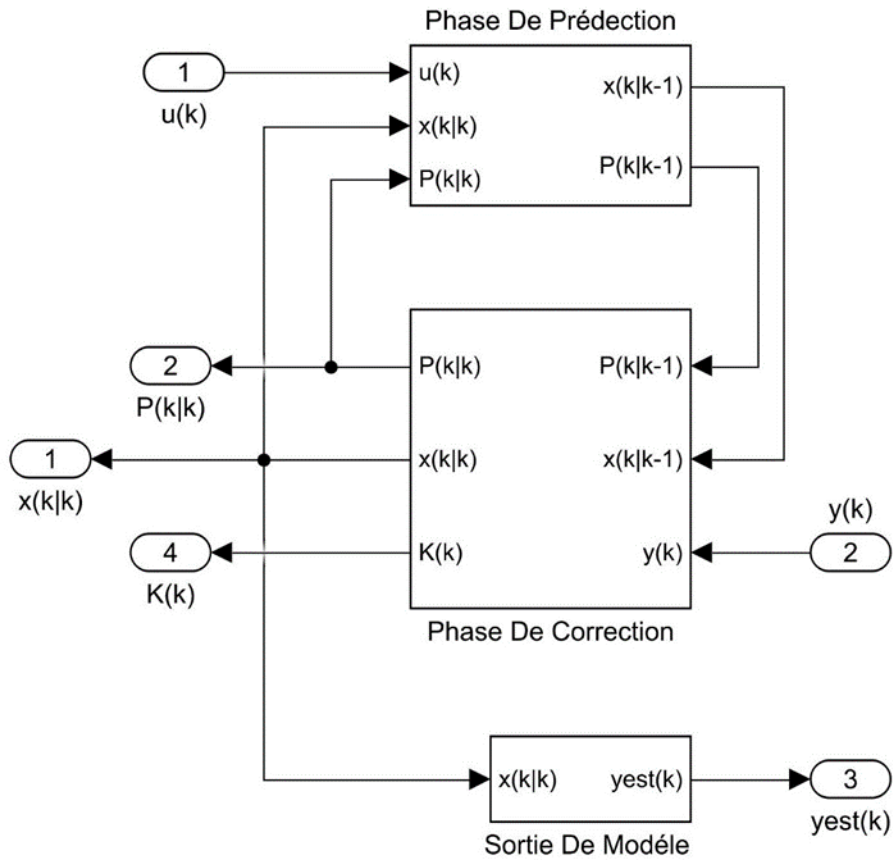 Phase De Prédection
1
u(k)
u(k)
x(k|k)
P(k|k)
x(k|k-1)
P(k|k-1)
2
P(k|k)
1
x(k|k)
4
K(k)
P(k|k)
x(k|k)
K(k)
P(k|k-1)
x(k|k-1)
y(k)
y(k)
2
Phase De Correction
x(k|k)
yest(k)
3
yest(k)
Sortie De Modéle